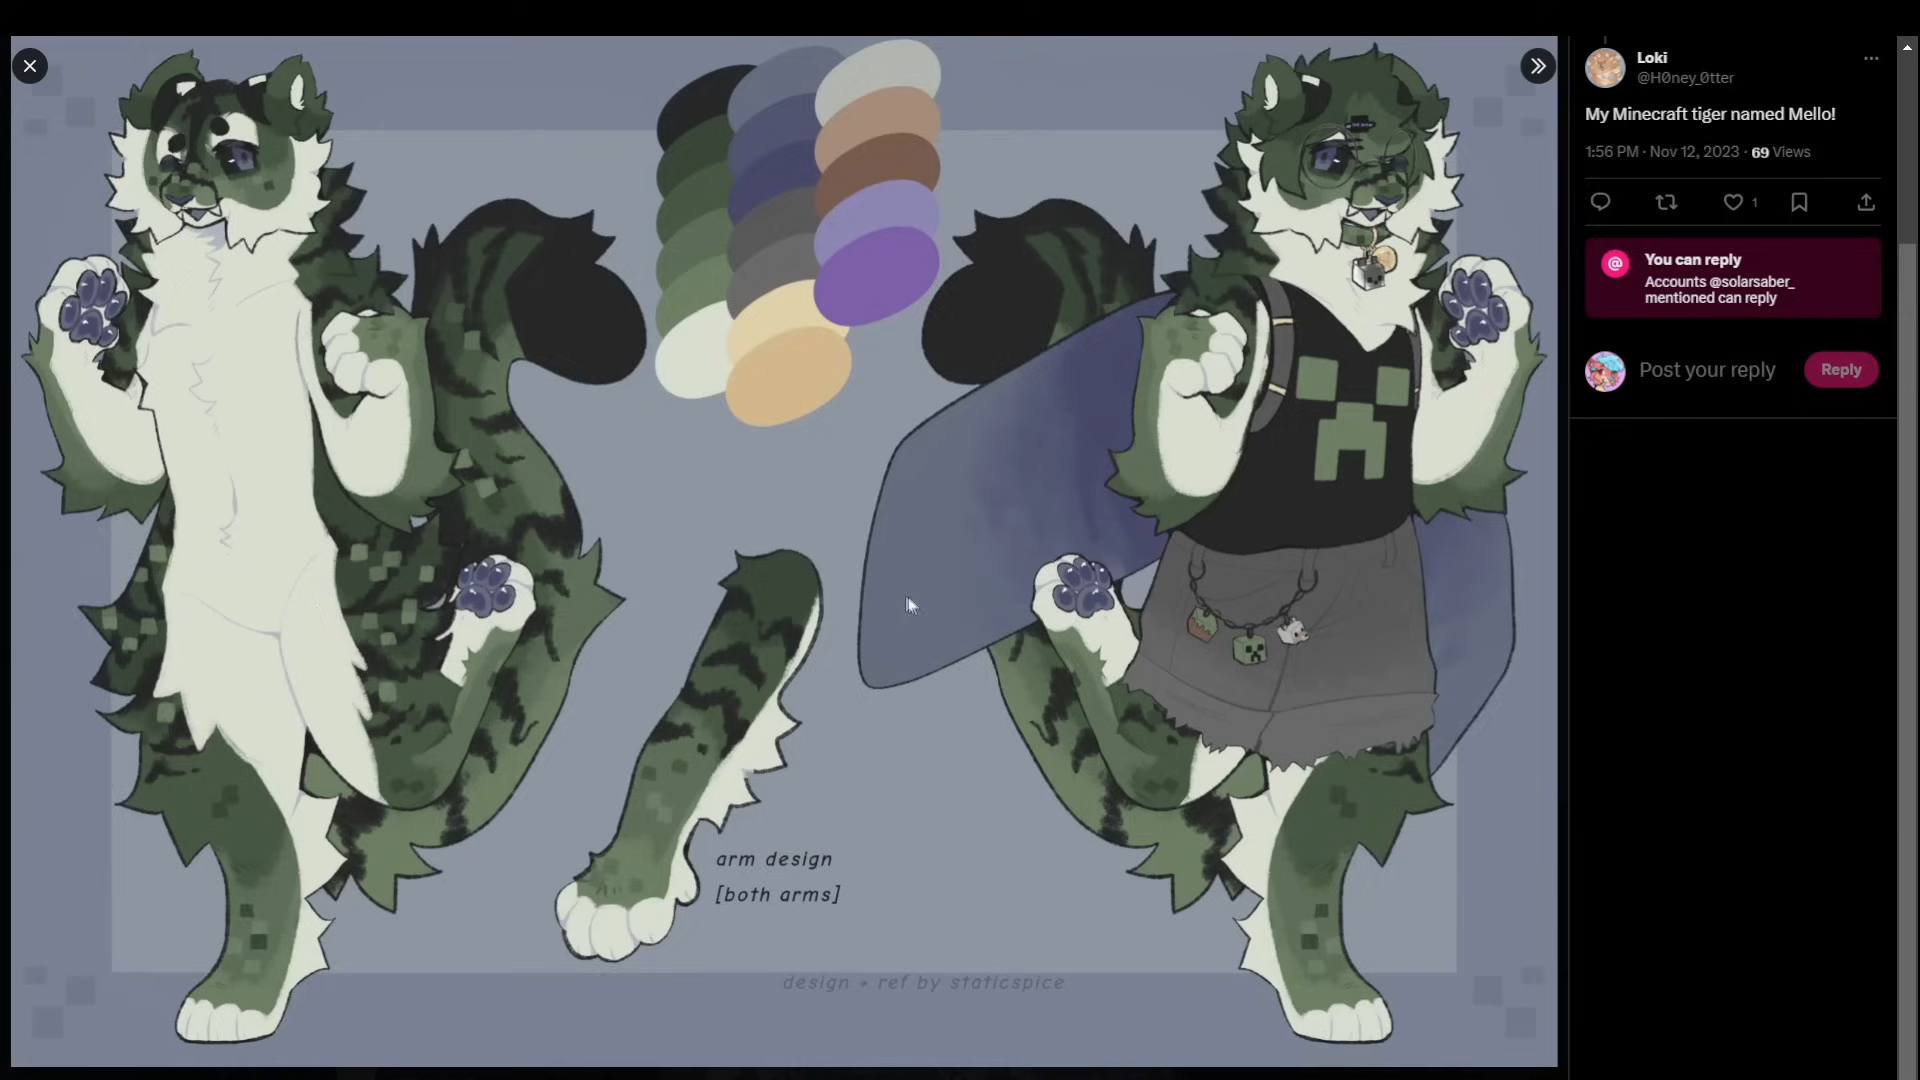 Loki
@H0ney_0tter
My Minecraft tiger named Mello!
1:56 PM · Nov 12, 2023 · 69 Views
1
@
You can reply
Accounts @solarsaber_
mentioned can reply
Post your reply
Reply
arm design
[both arms]
design + ref by staticspice